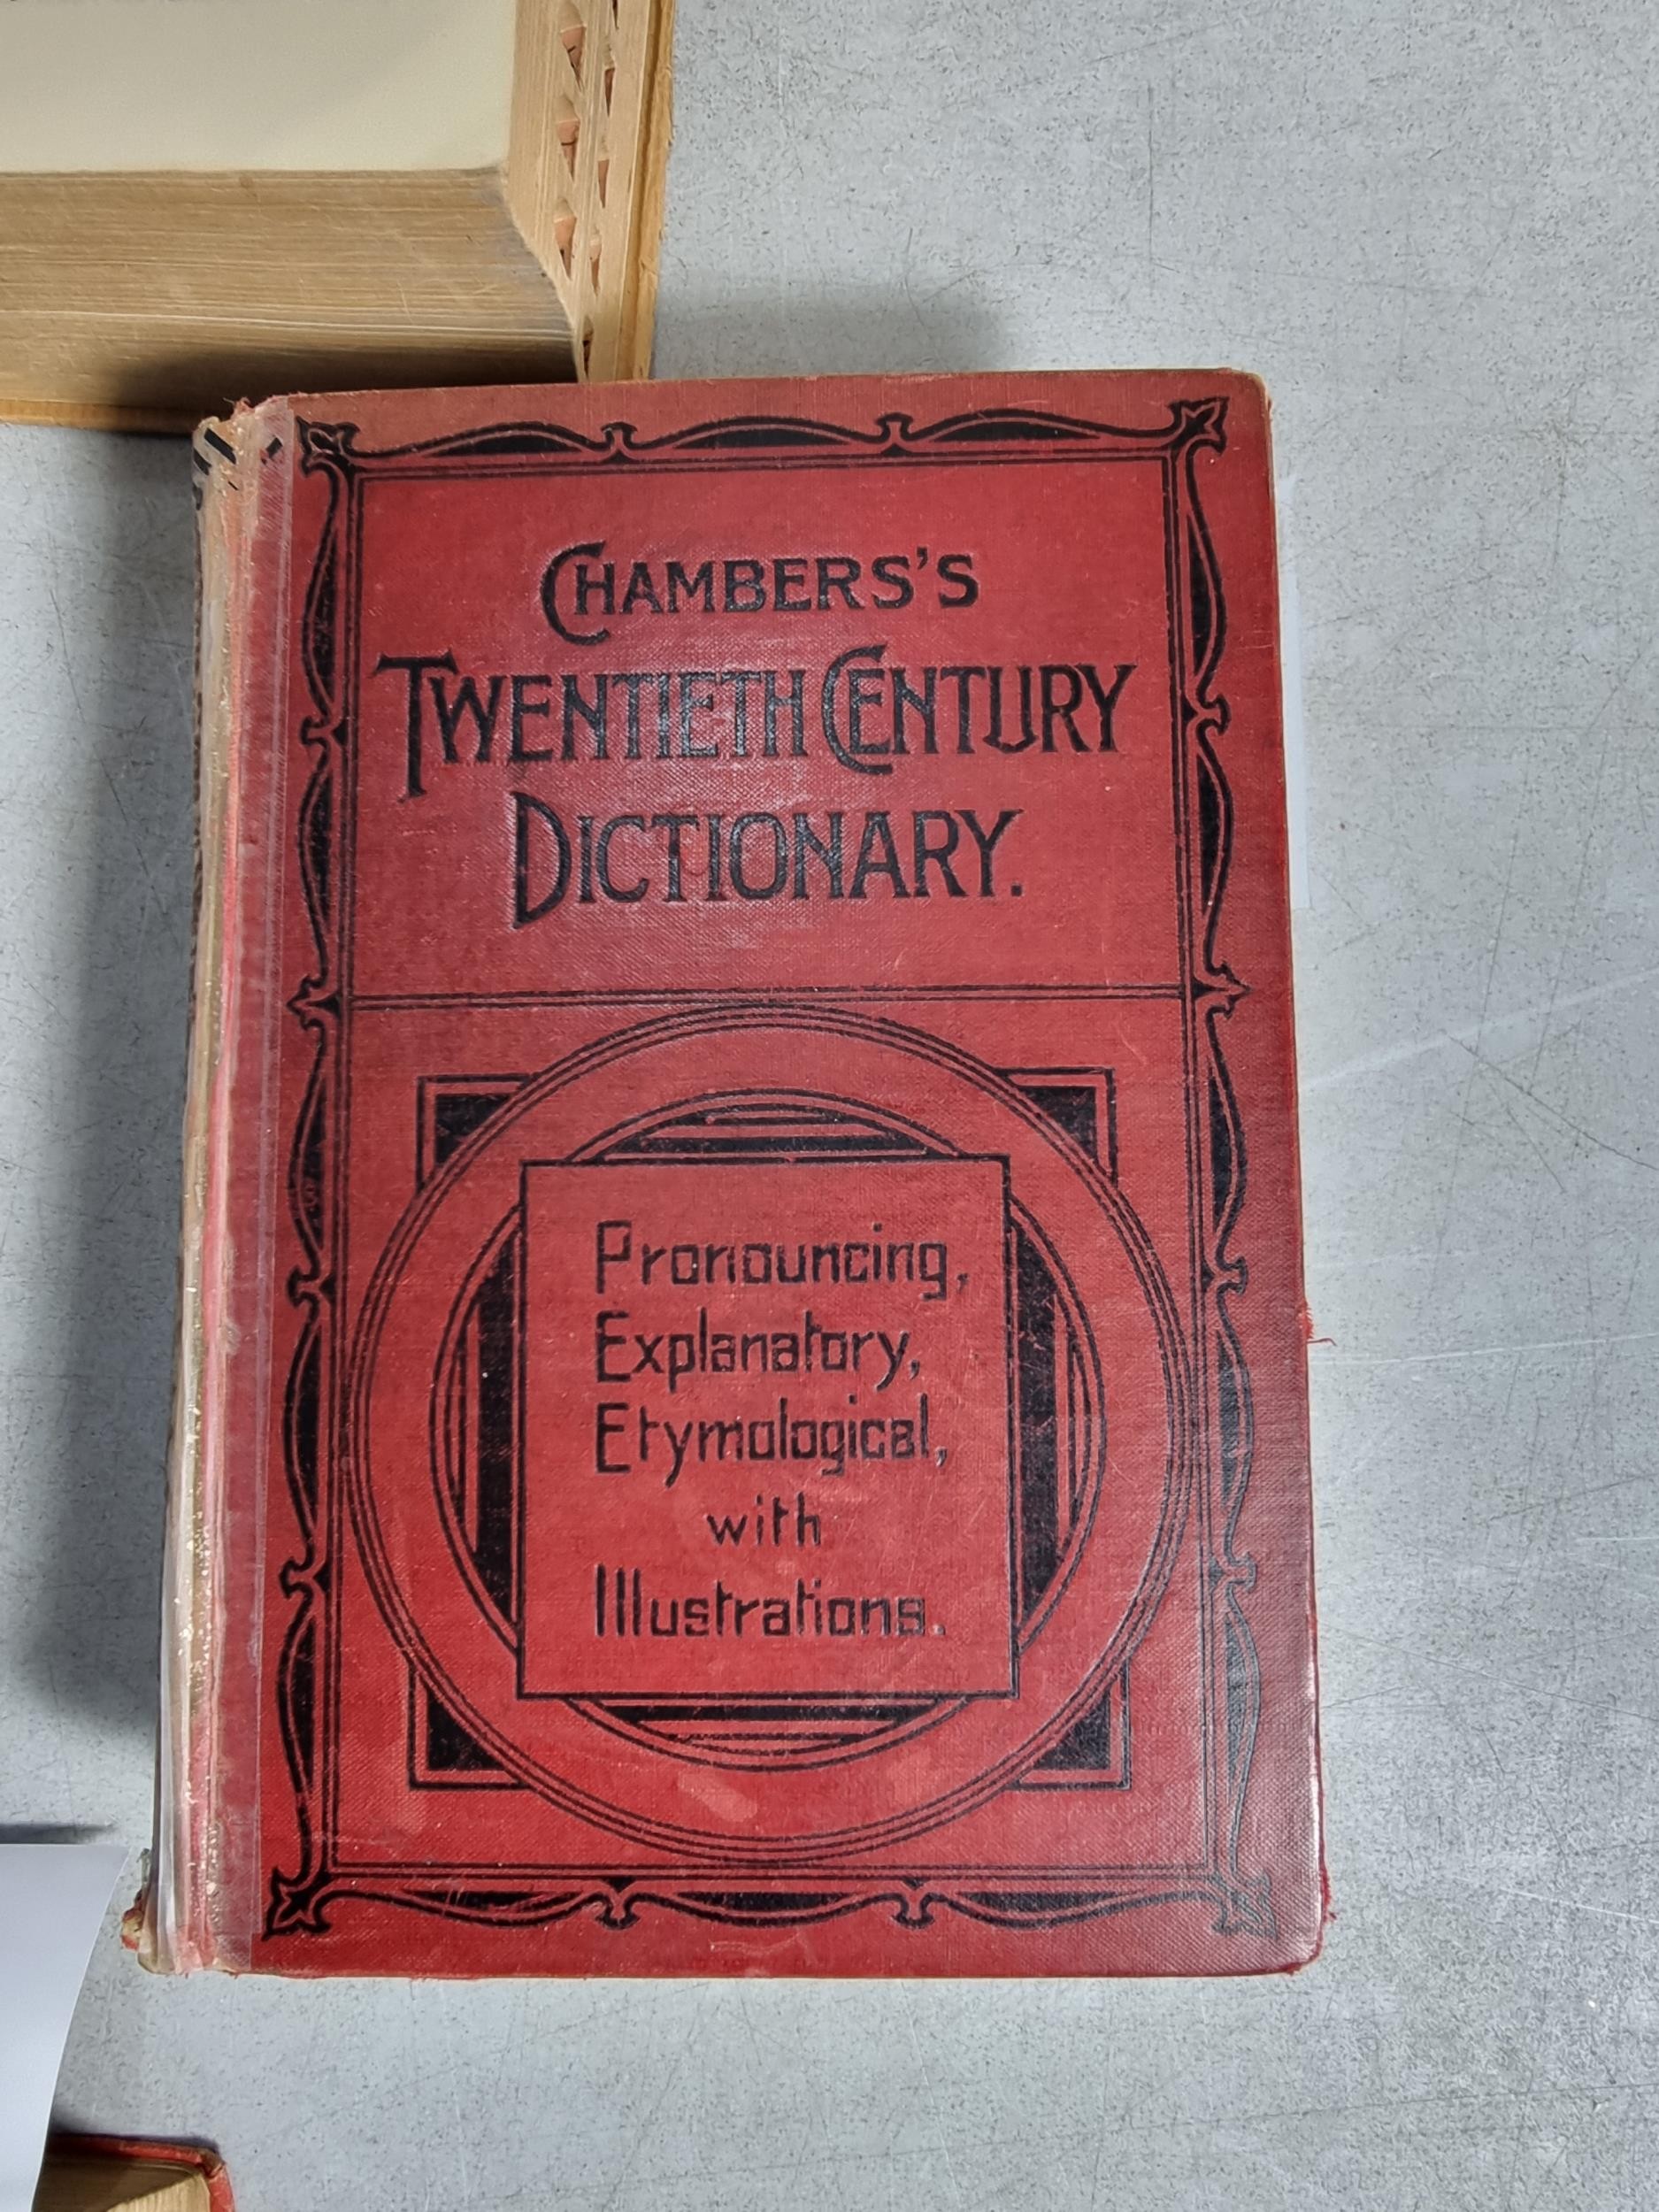 CHAMBERS'S
TWENTIETH CENTURY
DICTIONARY.
Pronouncing,
Explanatory,
Etymological,
with
Illustrations.